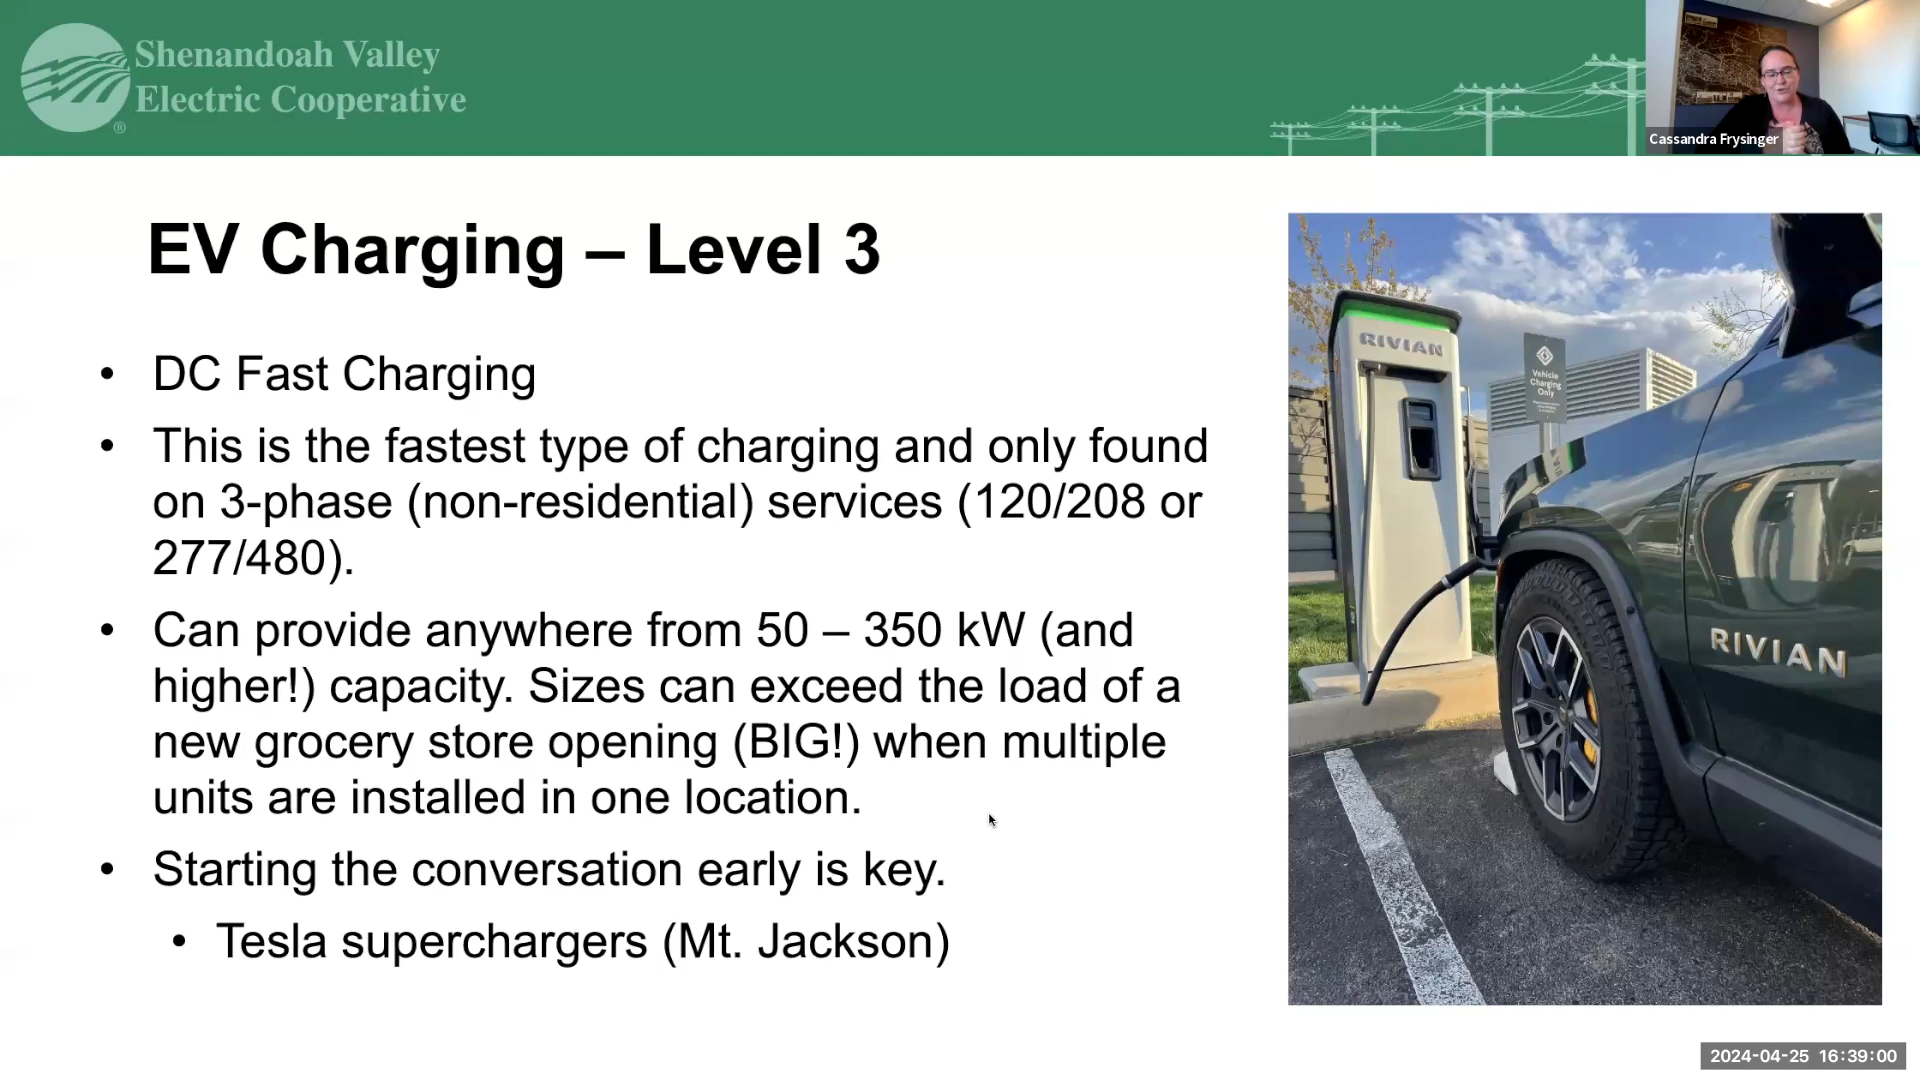 Shenandoah Valley
Electric Cooperative
®
Cassandra Frysinger
EV Charging – Level 3
• DC Fast Charging
• This is the fastest type of charging and only found
on 3-phase (non-residential) services (120/208 or
277/480).
• Can provide anywhere from 50 – 350 kW (and
higher!) capacity. Sizes can exceed the load of a
new grocery store opening (BIG!) when multiple
units are installed in one location.
• Starting the conversation early is key.
• Tesla superchargers (Mt. Jackson)
RIVIAN
Vehicle
Charging
Only
RIVIAN
2024-04-25 16:39:00